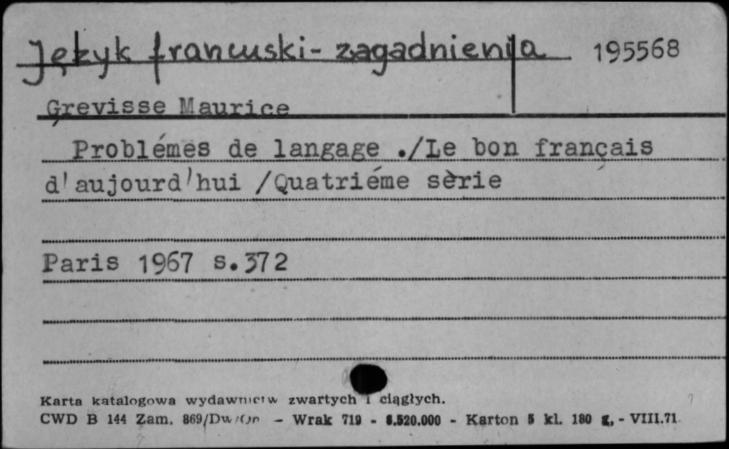 Język francuski - zagadnienia 195568
Grevisse Maurice
Problémes de langage ./Le bon français
d'aujourd'hui /Quatriéme sèrie
Paris 1967 s.372
Karta katalogowa wydawnictw zwartych i ciągłych.
CWD B 144 Zam. 869/Dw/ - Wrak 719 - 8.520.000 - Karton 5 kl. 180 g. - VIII.71